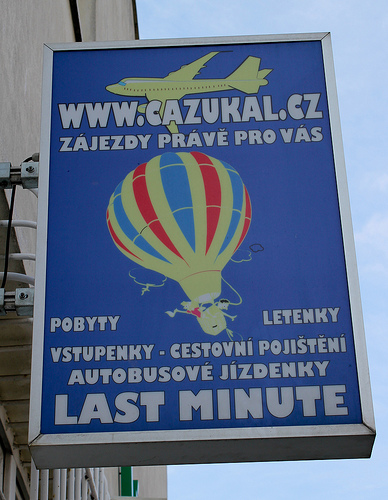 WWW.CAZUKAL.CZ
ZÁJEZDY PRÁVĚ PRO VÁS
POBYTY LETENKY
VSTUPENKY - CESTOVNÍ POJIŠTĚNÍ
AUTOBUSOVÉ JÍZDENKY
LAST MINUTE